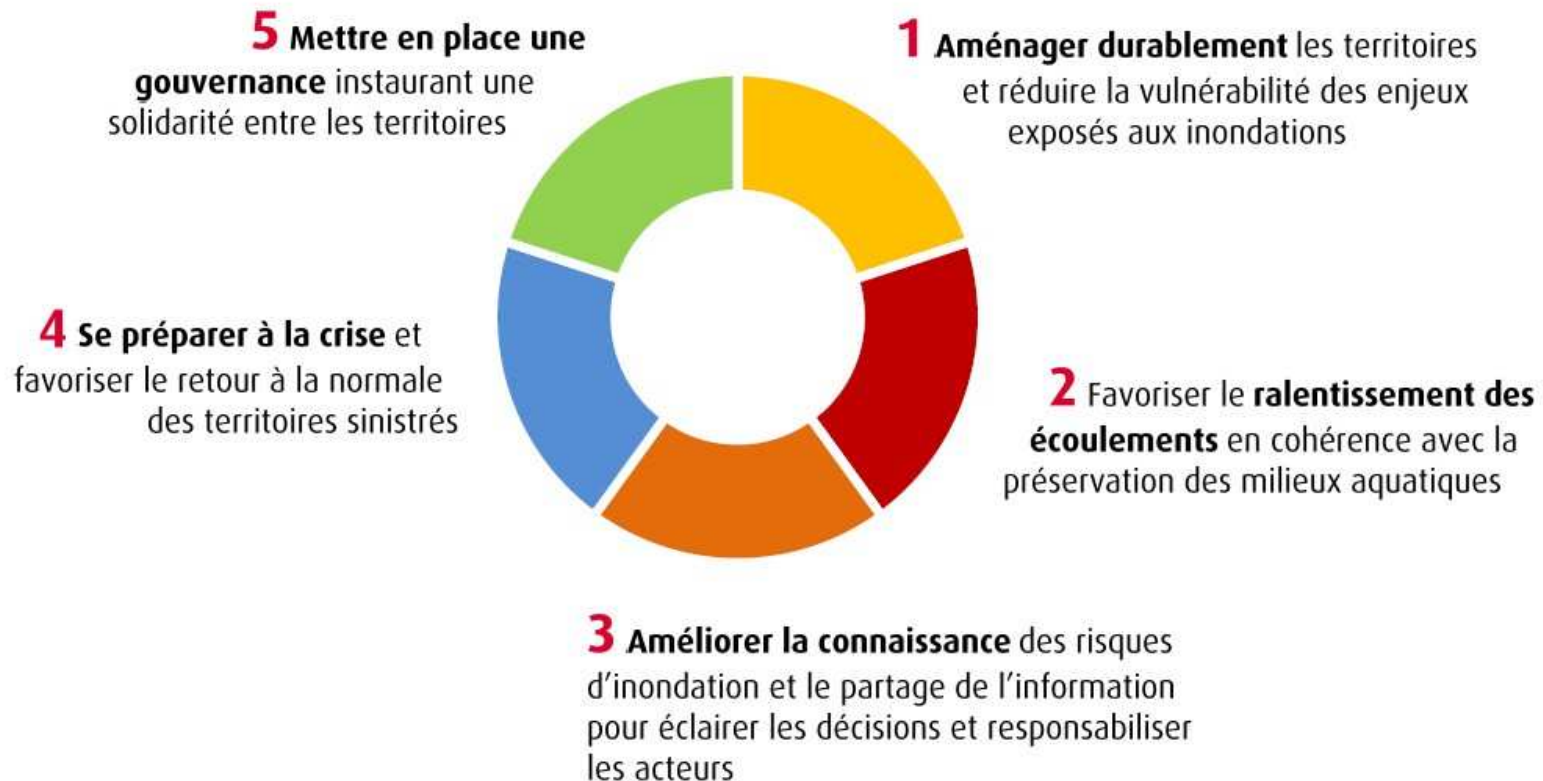 5 Mettre en place une
gouvernance instaurant une
solidarité entre les territoires
1 Aménager durablement les territoires
et réduire la vulnérabilité des enjeux
exposés aux inondations
4 Se préparer à la crise et
favoriser le retour à la normale
des territoires sinistrés
2 Favoriser le ralentissement des
écoulements en cohérence avec la
préservation des milieux aquatiques
3 Améliorer la connaissance des risques
d'inondation et le partage de l'information
pour éclairer les décisions et responsabiliser
les acteurs